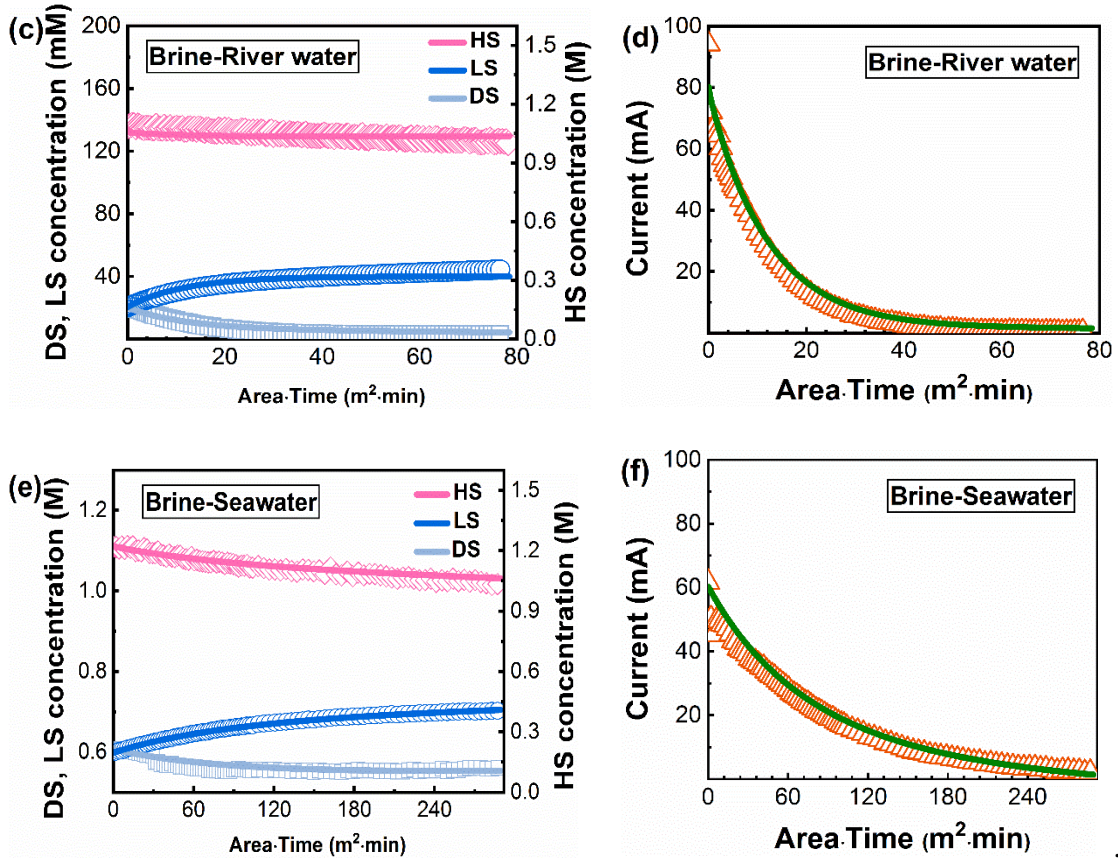 (c)
Brine-River water
HS
LS
DS
DS, LS concentration (mM)
200
160
120
80
40
0
HS concentration (M)
1.5
1.2
0.9
0.6
0.3
0.0
0 20 40 60 80
Area·Time (m²·min)
(d)
Brine-River water
Current (mA)
100
80
60
40
20
0 20 40 60 80
Area·Time (m²·min)
(e)
Brine-Seawater
HS
LS
DS
DS, LS concentration (M)
1.2
1.0
0.8
0.6
HS concentration (M)
1.5
1.2
0.9
0.6
0.3
0.0
0 60 120 180 240
Area·Time (m²·min)
(f)
Brine-Seawater
Current (mA)
100
80
60
40
20
0 60 120 180 240
Area·Time (m²·min)